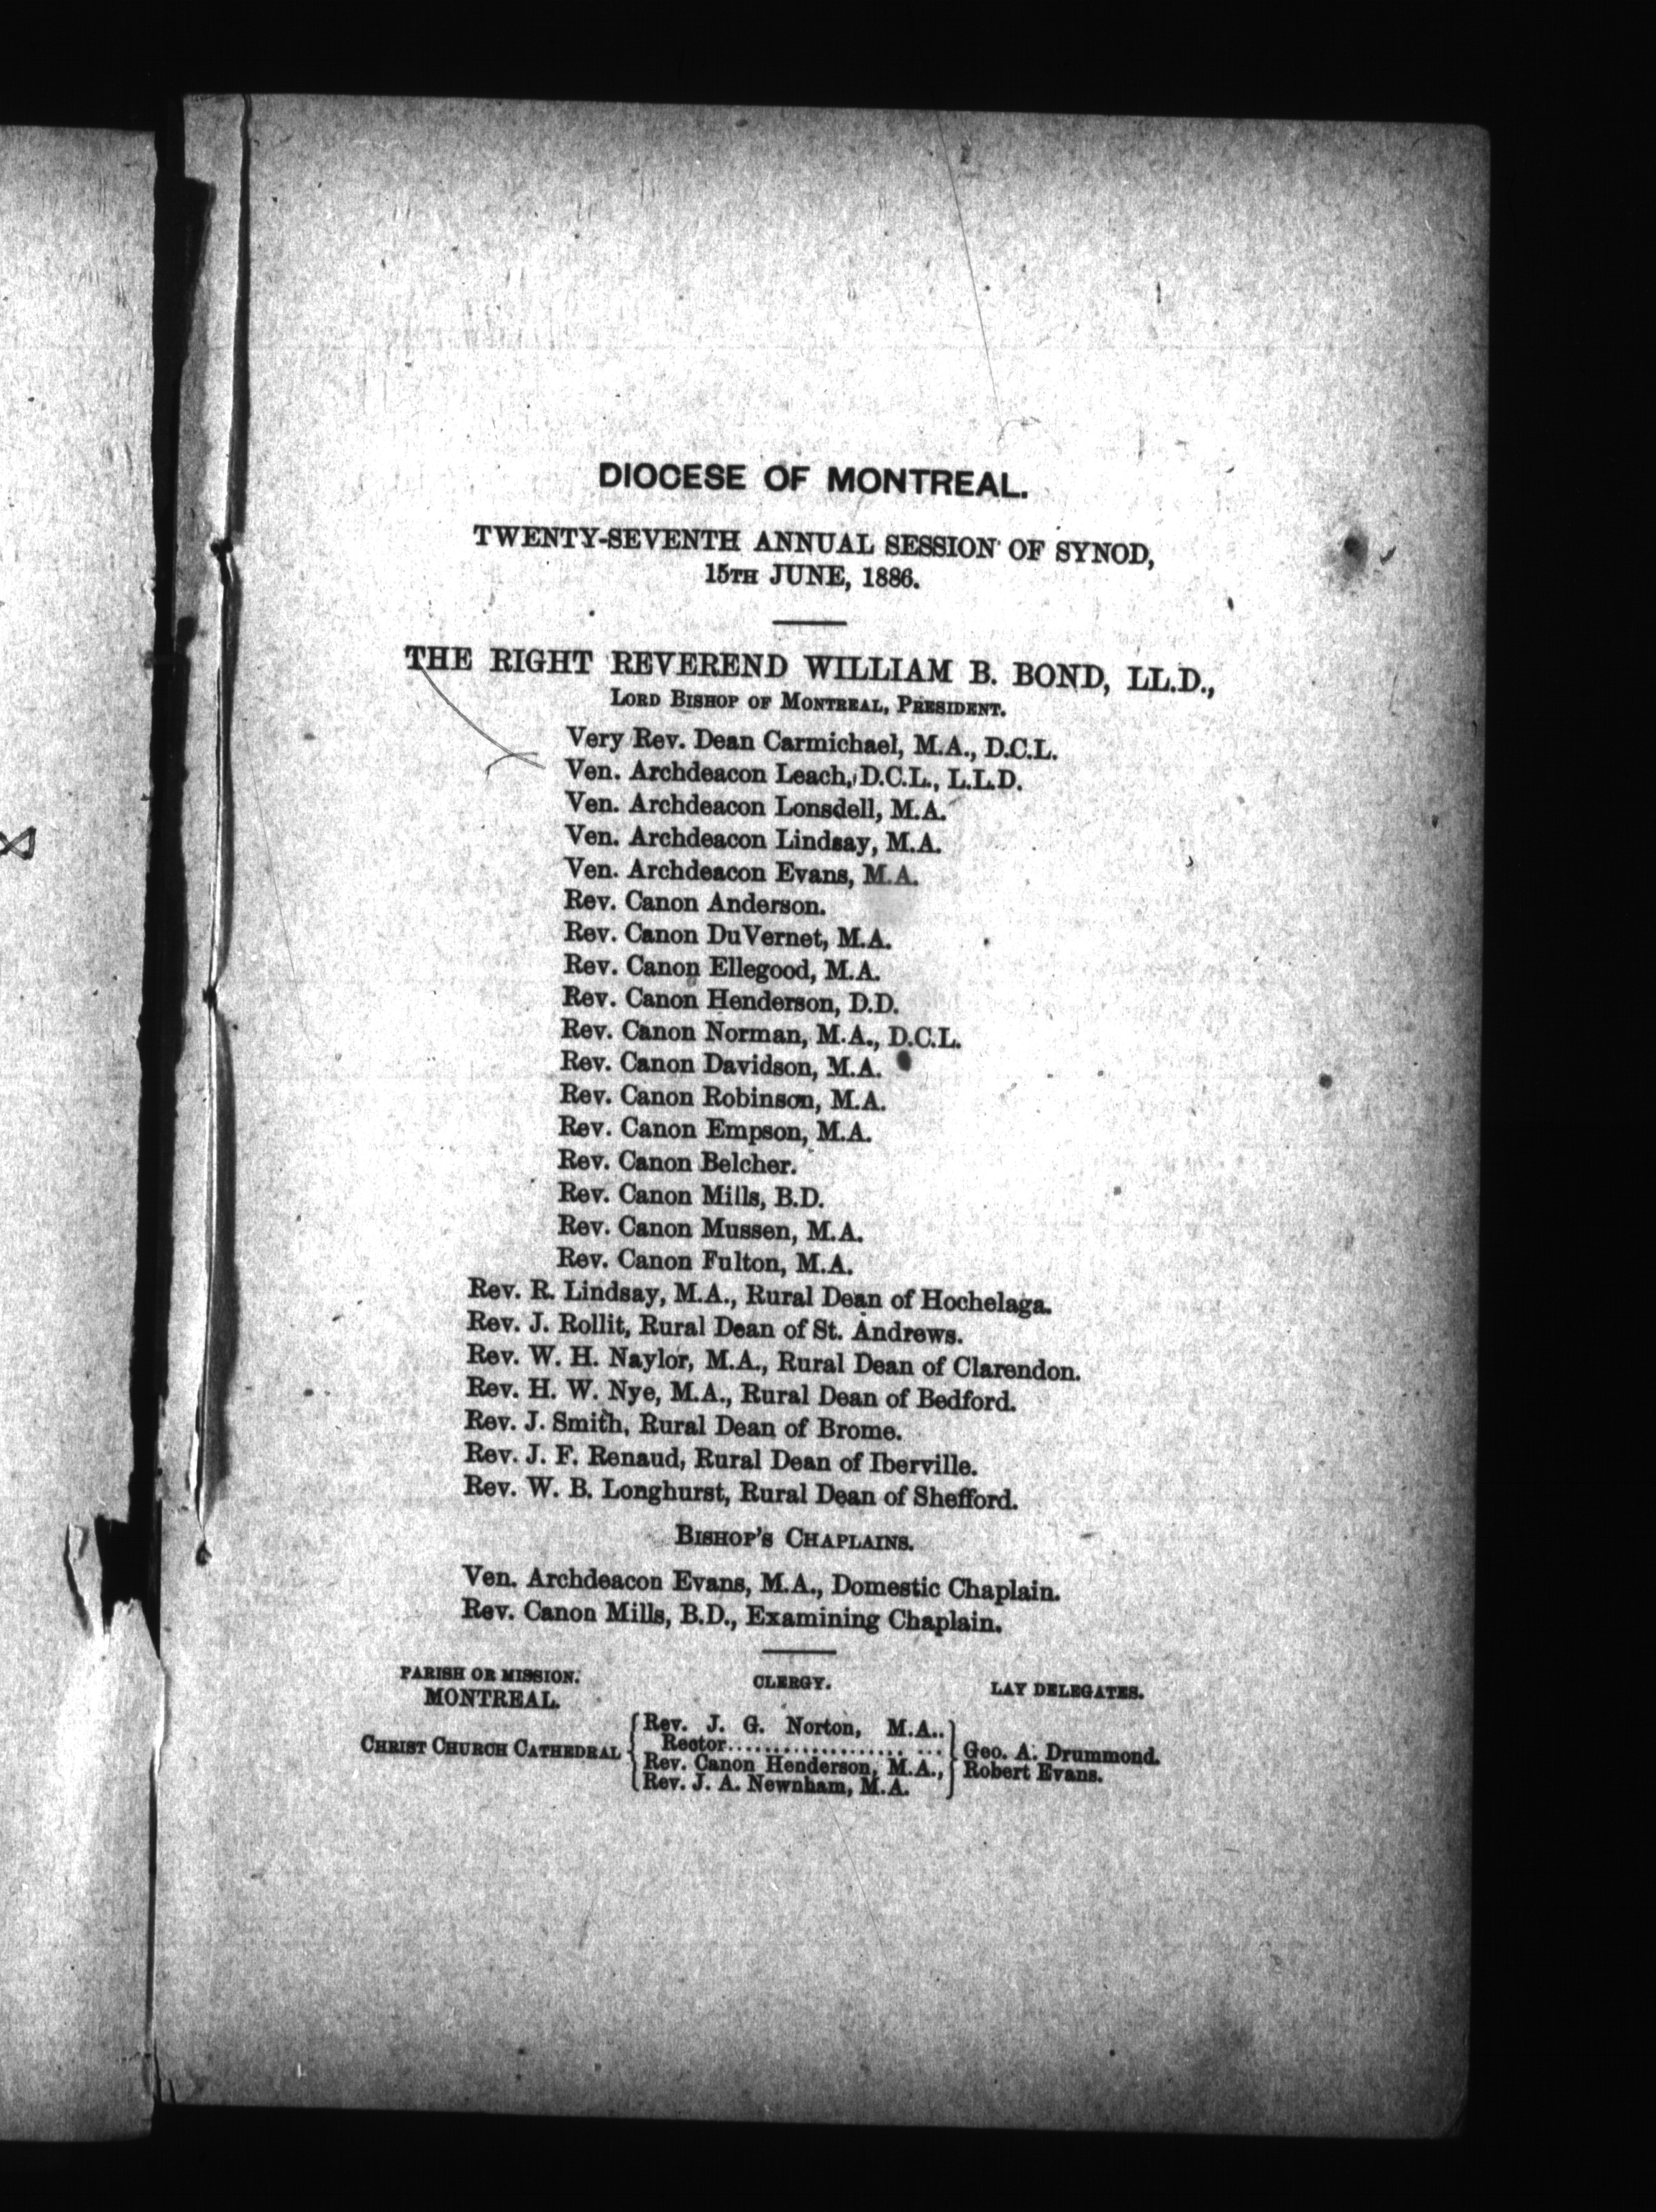 DIOCESE OF MONTREAL.
TWENTY-SEVENTH ANNUAL SESSION OF SYNOD,
15TH JUNE, 1886.
THE RIGHT REVEREND WILLIAM B. BOND, LL.D.,
LORD BISHOP OF MONTREAL, PRESIDENT.
Very Rev. Dean Carmichael, M.A., D.C.L.
Ven. Archdeacon Leach, D.C.L., L.L.D.
Ven. Archdeacon Lonsdell, M.A.
Ven. Archdeacon Lindsay, M.A.
Ven. Archdeacon Evans, M.A.
Rev. Canon Anderson.
Rev. Canon DuVernet, M.A.
Rev. Canon Ellegood, M.A.
Rev. Canon Henderson, D.D.
Rev. Canon Norman, M.A., D.C.L.
Rev. Canon Davidson, M.A.
Rev. Canon Robinson, M.A.
Rev. Canon Empson, M.A.
Rev. Canon Belcher.
Rev. Canon Mills, B.D.
Rev. Canon Mussen, M.A.
Rev. Canon Fulton, M.A.
Rev. R. Lindsay, M.A., Rural Dean of Hochelaga.
Rev. J. Rollit, Rural Dean of St. Andrews.
Rev. W. H. Naylor, M.A., Rural Dean of Clarendon.
Rev. H. W. Nye, M.A., Rural Dean of Bedford.
Rev. J. Smith, Rural Dean of Brome.
Rev. J. F. Renaud, Rural Dean of Iberville.
Rev. W. B. Longhurst, Rural Dean of Shefford.
BISHOP'S CHAPLAINS.
Ven. Archdeacon Evans, M.A., Domestic Chaplain.
Rev. Canon Mills, B.D., Examining Chaplain.
PARISH OR MISSION. CLERGY. LAY DELEGATES.
MONTREAL.
CHRIST CHURCH CATHEDRAL
Rev. J. G. Norton, M.A..
Rector......................
Rev. Canon Henderson, M.A.,
Rev. J. A. Newnham, M.A.
Geo. A. Drummond.
Robert Evans.